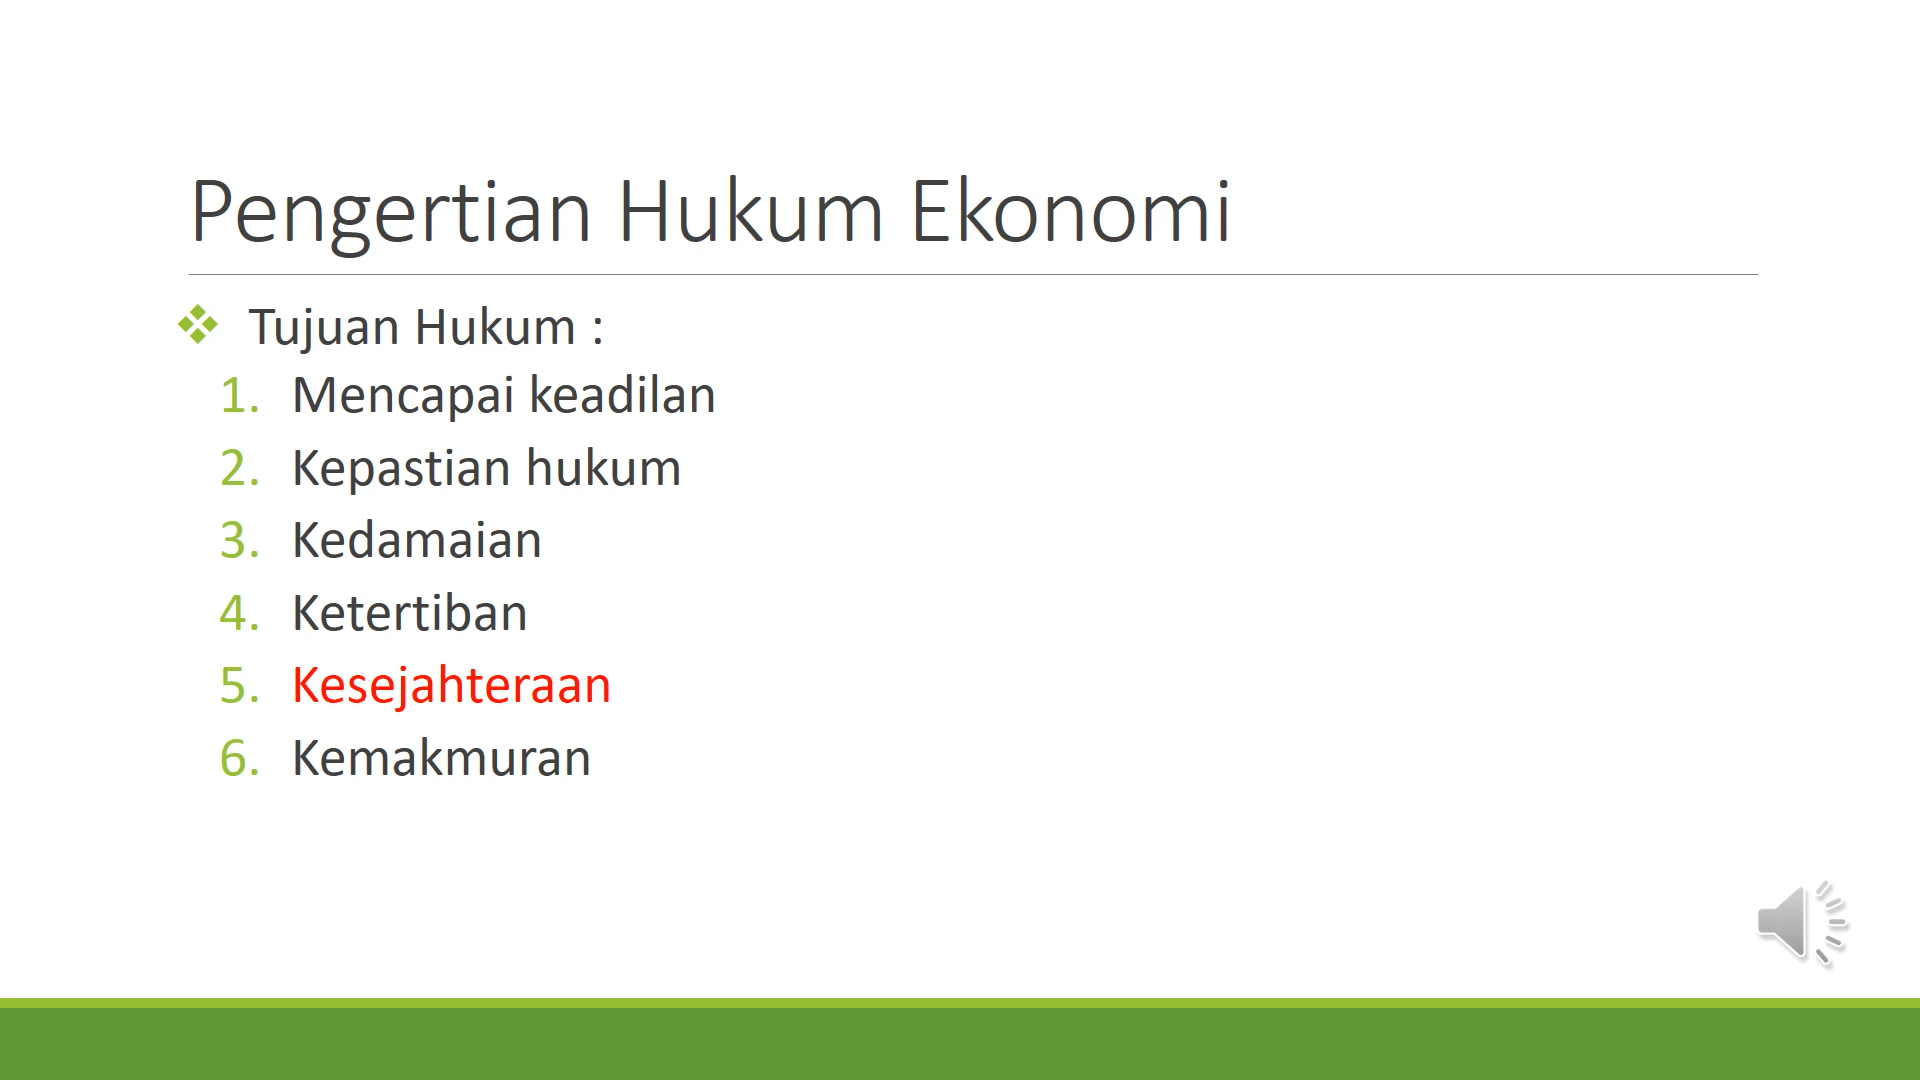 Pengertian Hukum Ekonomi
❖ Tujuan Hukum :
1. Mencapai keadilan
2. Kepastian hukum
3. Kedamaian
4. Ketertiban
5. Kesejahteraan
6. Kemakmuran